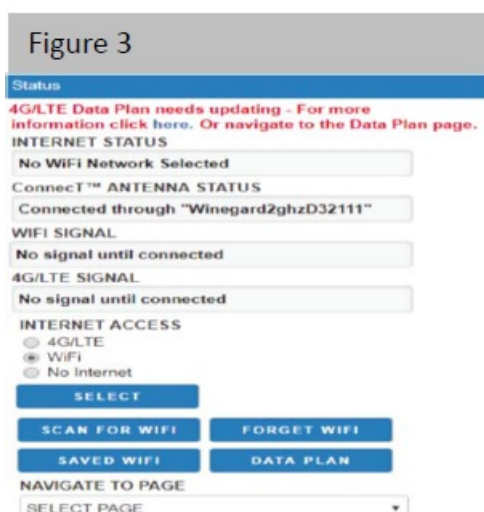 Figure 3
Status
4G/LTE Data Plan needs updating - For more
information click here. Or navigate to the Data Plan page.
INTERNET STATUS
No WiFi Network Selected
ConnecT™ ANTENNA STATUS
Connected through "Winegard2ghzD32111"
WIFI SIGNAL
No signal until connected
4G/LTE SIGNAL
No signal until connected
INTERNET ACCESS
4G/LTE
WiFi
No Internet
SELECT
SCAN FOR WIFI FORGET WIFI
SAVED WIFI DATA PLAN
NAVIGATE TO PAGE
SELECT PAGE